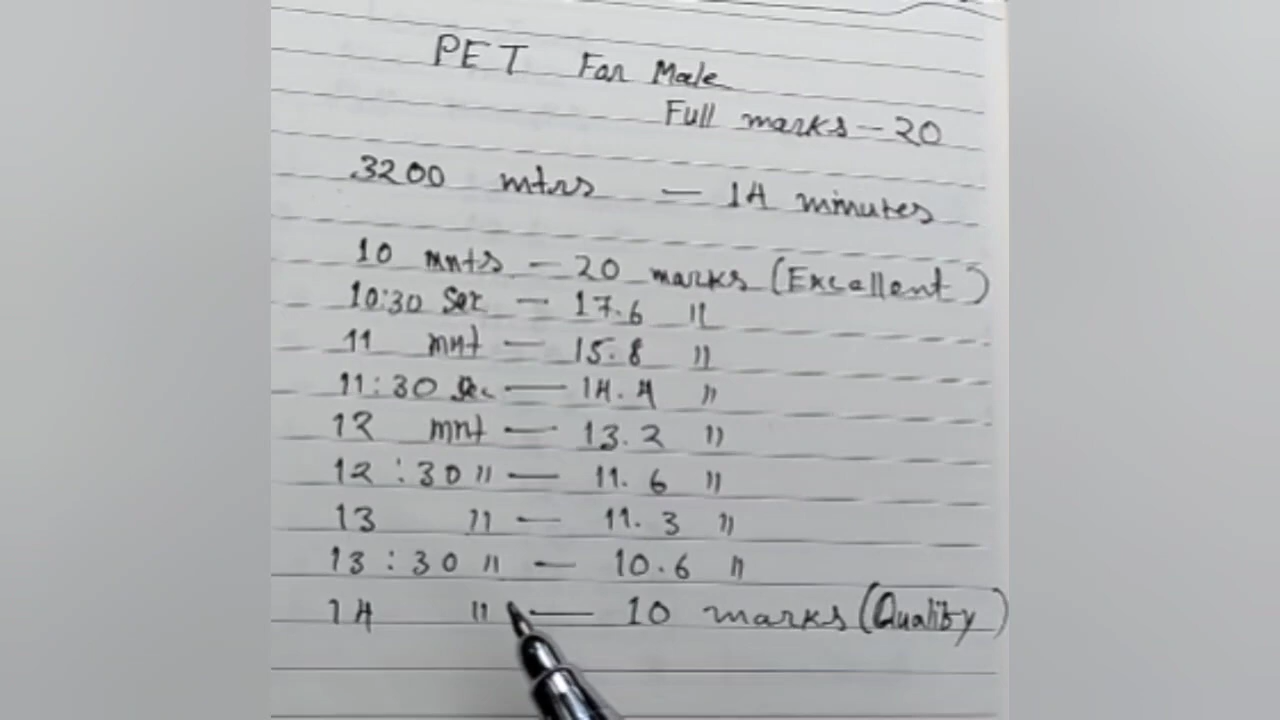 PET For Male
Full marks - 20
3200 mtrs — 14 minutes
10 mnts - 20 marks (Excellent)
10:30 Sec — 17.6 "
11 mnt — 15.8 "
11:30 Sec — 14.4 "
12 mnt — 13.2 "
12:30 " — 11.6 "
13 " — 11.3 "
13:30 " — 10.6 "
14 " — 10 marks (Quality)